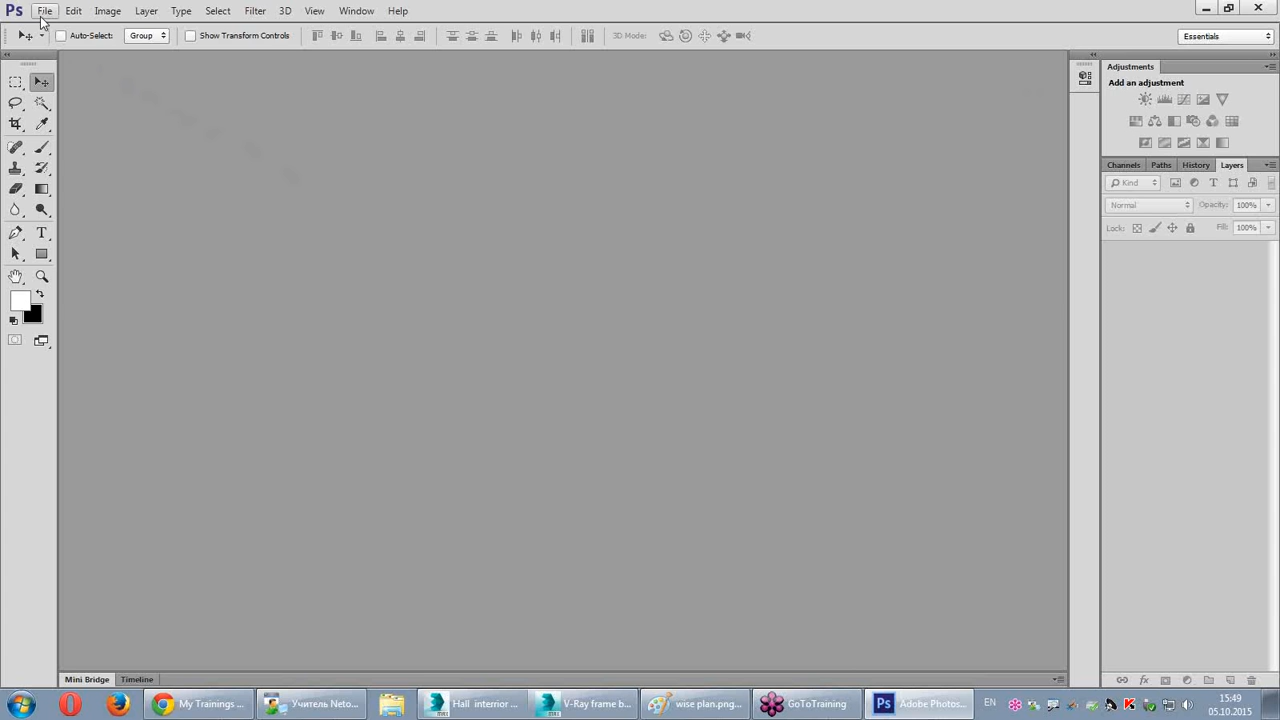 Ps File Edit Image Layer Type Select Filter 3D View Window Help
Auto-Select: Group Show Transform Controls 3D Mode: Essentials
Adjustments
Add an adjustment
Channels Paths History Layers
Kind
Normal Opacity: 100%
Lock: Fill: 100%
Mini Bridge Timeline
My Trainings ... Учитель Neto... Hall interior ... V-Ray frame b... wise plan.png... GoToTraining Ps Adobe Photos... EN 15:49
05.10.2015